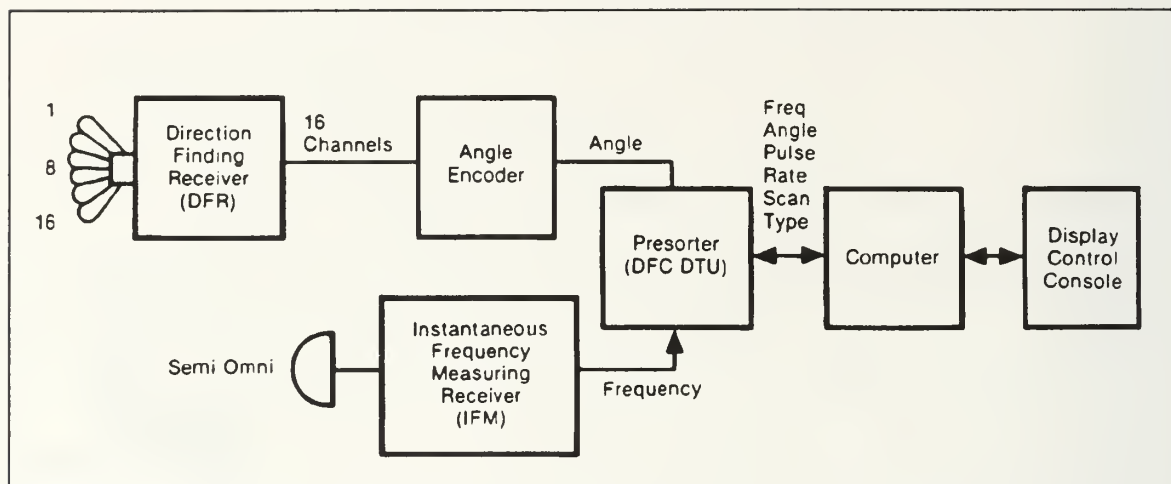 1
8
16
Direction
Finding
Receiver
(DFR)
16
Channels
Angle
Encoder
Angle
Freq
Angle
Pulse
Rate
Scan
Type
Presorter
(DFC DTU)
Computer
Display
Control
Console
Semi Omni
Instantaneous
Frequency
Measuring
Receiver
(IFM)
Frequency